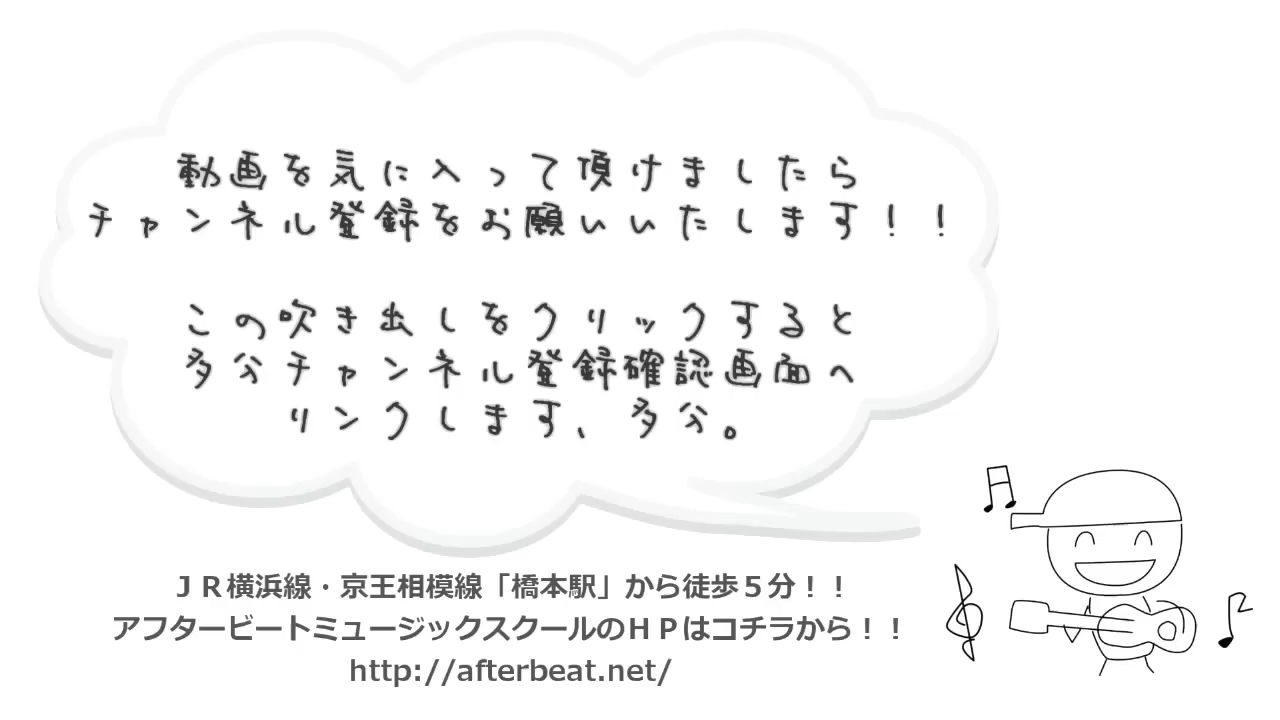 動画を気に入って頂けましたら
チャンネル登録をお願いいたします！！
この吹き出しをクリックすると
多分チャンネル登録確認画面へ
リンクします、多分。
ＪＲ横浜線・京王相模線「橋本駅」から徒歩５分！！
アフタービートミュージックスクールのＨＰはコチラから！！
http://afterbeat.net/